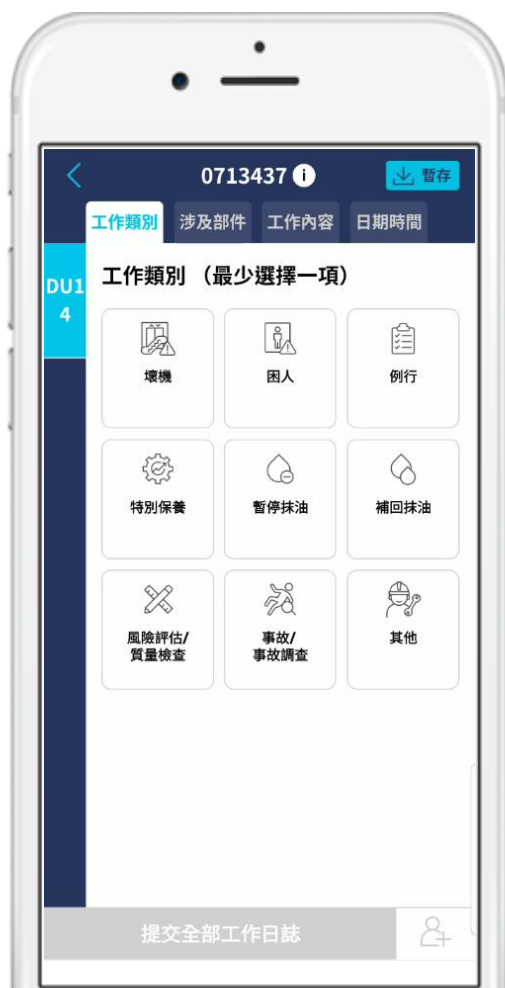 0713437
暫存
工作類別 涉及部件 工作內容 日期時間
DU1
4
工作類別 （最少選擇一項）
壞機 困人 例行
特別保養 暫停抹油 補回抹油
風險評估/
質量檢查
事故/
事故調查
其他
提交全部工作日誌